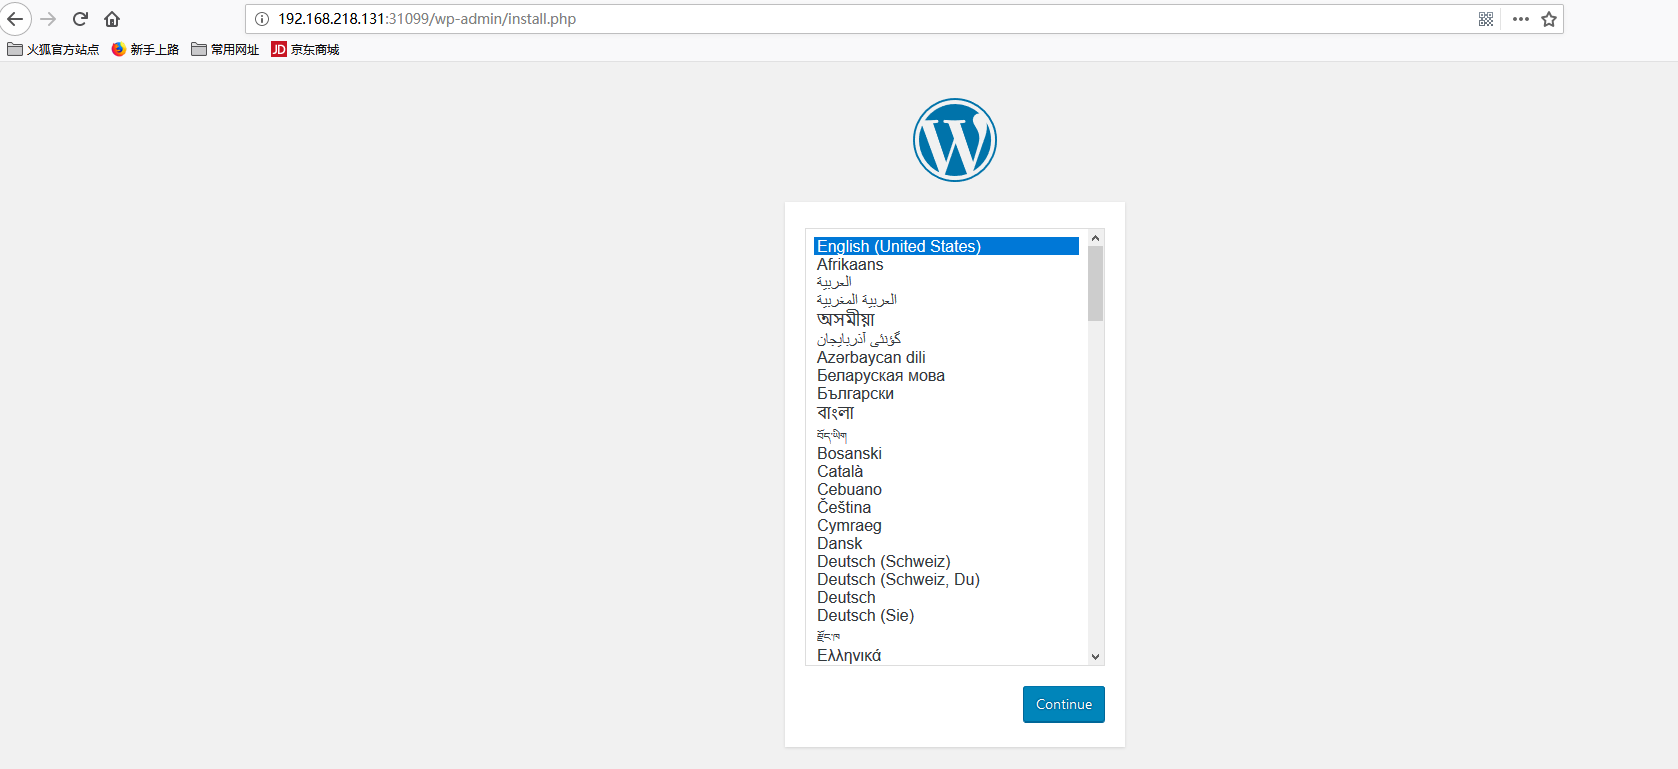 192.168.218.131:31099/wp-admin/install.php
火狐官方站点 新手上路 常用网址 JD 京东商城
English (United States)
Afrikaans
العربية
العربية المغربية
অসমীয়া
گؤنئی آذربایجان
Azərbaycan dili
Беларуская мова
Български
বাংলা
བོད་ཡིག
Bosanski
Català
Cebuano
Čeština
Cymraeg
Dansk
Deutsch (Schweiz)
Deutsch (Schweiz, Du)
Deutsch
Deutsch (Sie)
རྫོང་ཁ
Ελληνικά
Continue